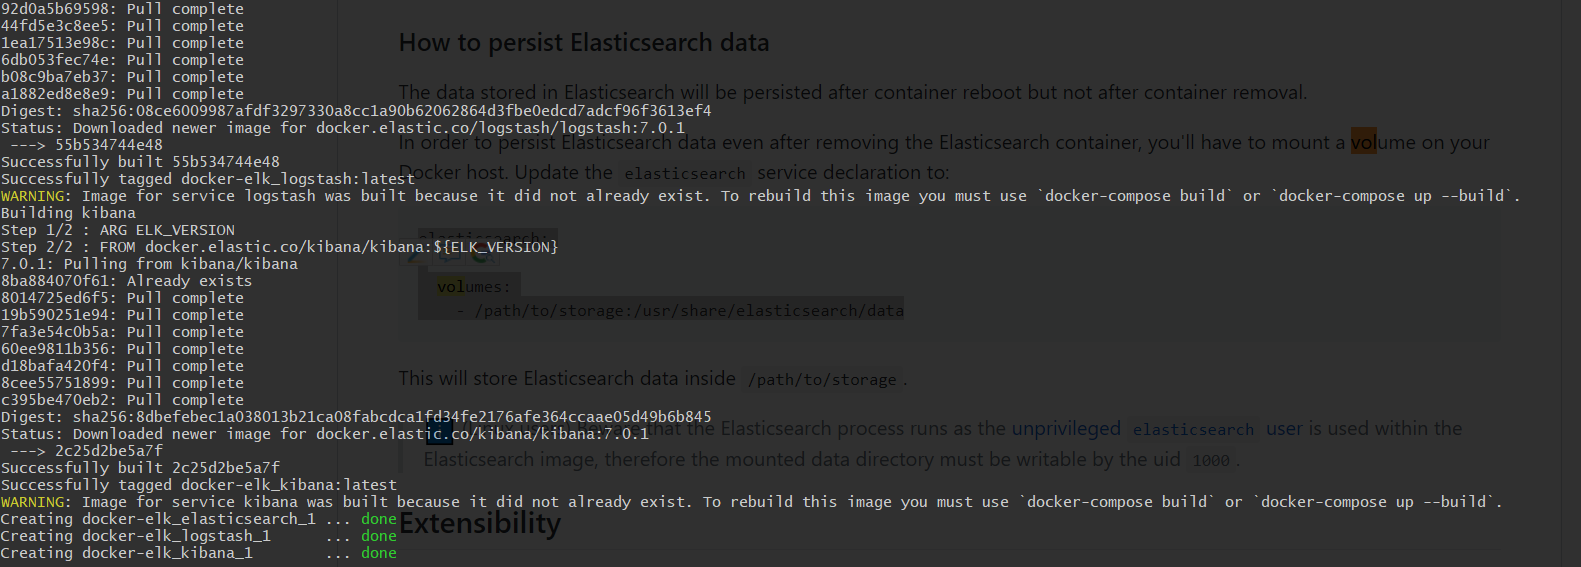 92d0a5b69598: Pull complete
44fd5e3c8ee5: Pull complete
1ea17513e98c: Pull complete
6db053fec74e: Pull complete
b08c9ba7eb37: Pull complete
a1882ed8e8e9: Pull complete
Digest: sha256:08ce6009987afdf3297330a8cc1a90b62062864d3fbe0edcd7adcf96f3613ef4
Status: Downloaded newer image for docker.elastic.co/logstash/logstash:7.0.1
---> 55b534744e48
Successfully built 55b534744e48
Successfully tagged docker-elk_logstash:latest
WARNING: Image for service logstash was built because it did not already exist. To rebuild this image you must use `docker-compose build` or `docker-compose up --build`.
Building kibana
Step 1/2 : ARG ELK_VERSION
Step 2/2 : FROM docker.elastic.co/kibana/kibana:${ELK_VERSION}
7.0.1: Pulling from kibana/kibana
8ba884070f61: Already exists
8014725ed6f5: Pull complete
19b590251e94: Pull complete
7fa3e54c0b5a: Pull complete
60ee9811b356: Pull complete
d18bafa420f4: Pull complete
8cee55751899: Pull complete
c395be470eb2: Pull complete
Digest: sha256:8dbefebec1a038013b21ca08fabcdca1fd34fe2176afe364ccaae05d49b6b845
Status: Downloaded newer image for docker.elastic.co/kibana/kibana:7.0.1
---> 2c25d2be5a7f
Successfully built 2c25d2be5a7f
Successfully tagged docker-elk_kibana:latest
WARNING: Image for service kibana was built because it did not already exist. To rebuild this image you must use `docker-compose build` or `docker-compose up --build`.
Creating docker-elk_elasticsearch_1 ... done
Creating docker-elk_logstash_1 ... done
Creating docker-elk_kibana_1 ... done
How to persist Elasticsearch data
The data stored in Elasticsearch will be persisted after container reboot but not after container removal.
In order to persist Elasticsearch data even after removing the Elasticsearch container, you'll have to mount a volume on your
Docker host. Update the elasticsearch service declaration to:
elasticsearch:
volumes:
- /path/to/storage:/usr/share/elasticsearch/data
This will store Elasticsearch data inside /path/to/storage.
that the Elasticsearch process runs as the unprivileged elasticsearch user is used within the
Elasticsearch image, therefore the mounted data directory must be writable by the uid 1000.
Extensibility